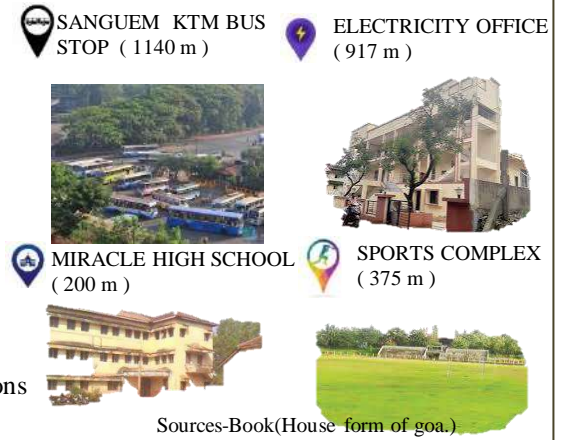 SANGUEM KTM BUS
STOP ( 1140 m )
ELECTRICITY OFFICE
( 917 m )
MIRACLE HIGH SCHOOL
( 200 m )
SPORTS COMPLEX
( 375 m )
ons
Sources-Book(House form of goa.)